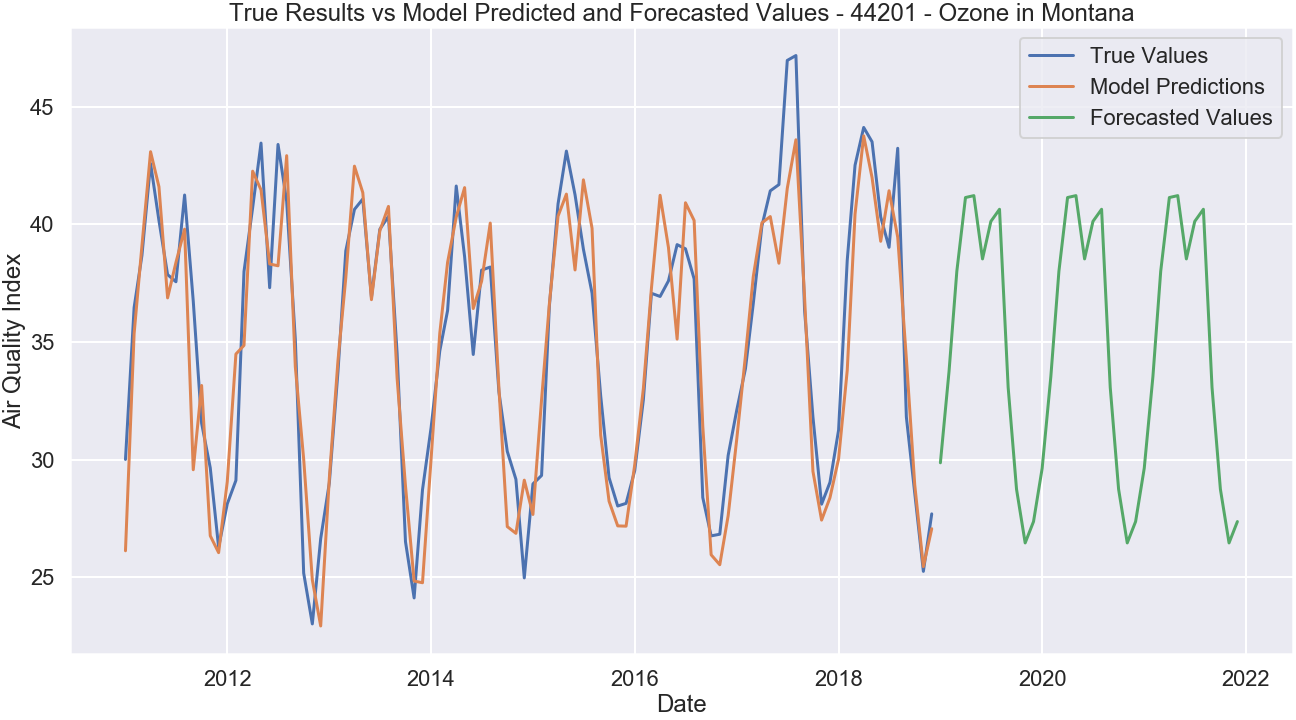 True Results vs Model Predicted and Forecasted Values - 44201 - Ozone in Montana
True Values
Model Predictions
Forecasted Values
Air Quality Index
45
40
35
30
25
2012 2014 2016 2018 2020 2022
Date